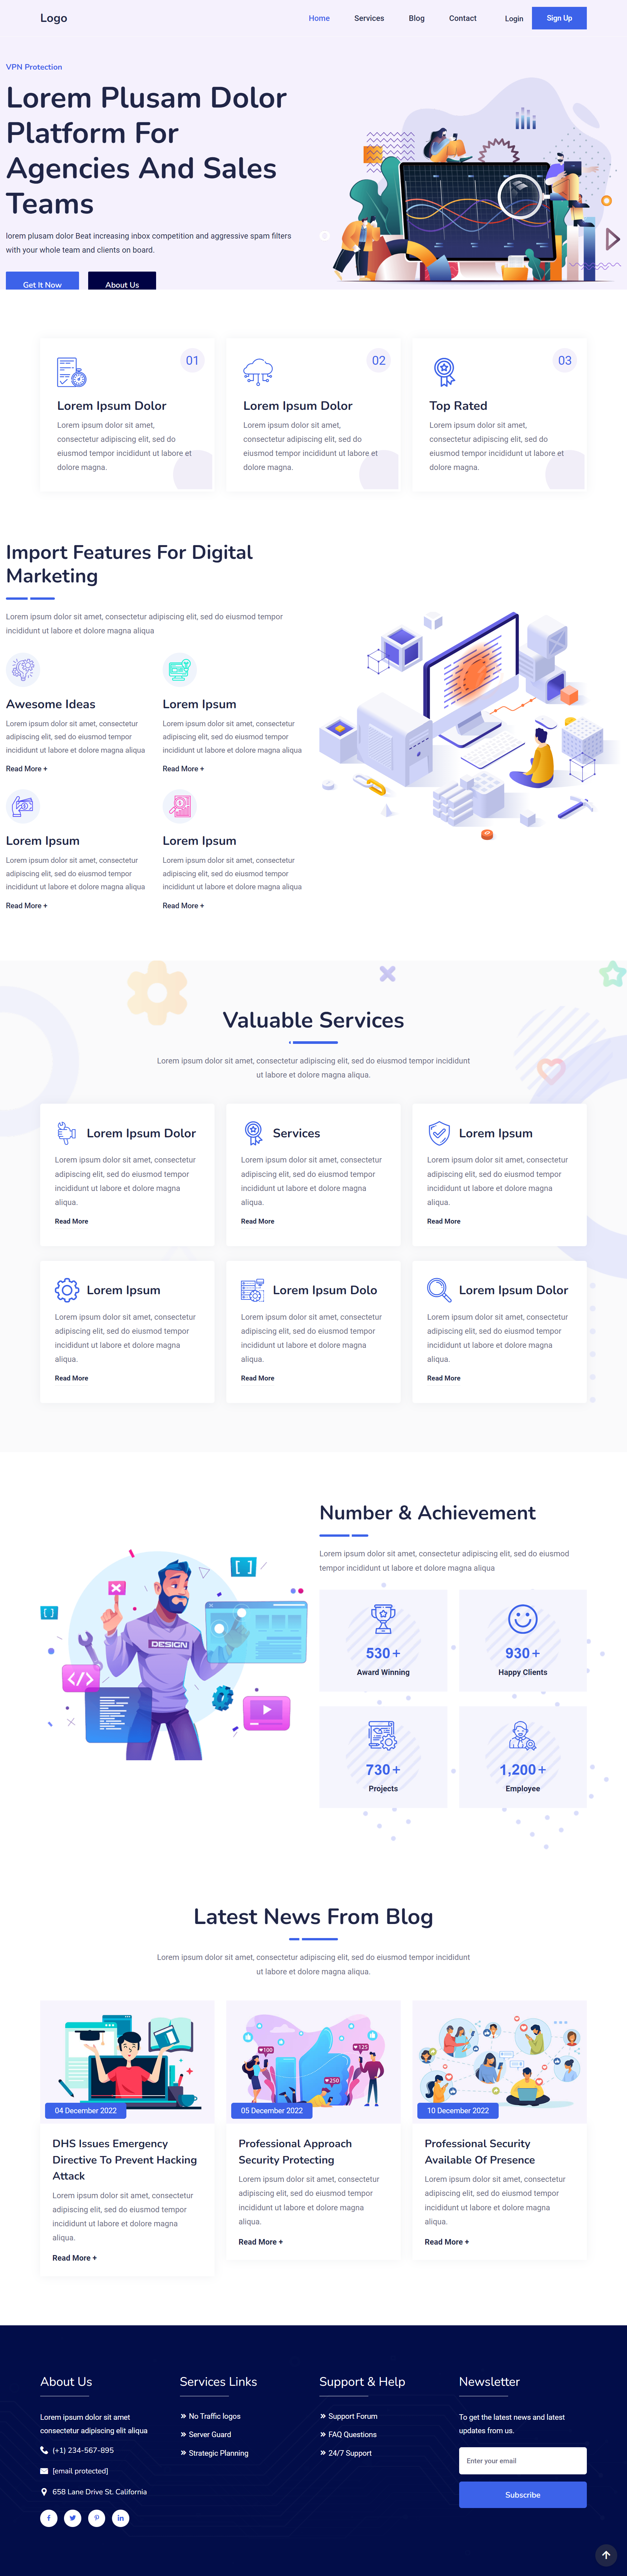 Logo
Home
Services
Blog
Contact
Login
Sign Up
VPN Protection
Lorem Plusam Dolor
Platform For
Agencies And Sales
Teams
lorem plusam dolor Beat increasing inbox competition and aggressive spam filters
with your whole team and clients on board.
Get It Now
About Us
01
Lorem Ipsum Dolor
Lorem ipsum dolor sit amet,
consectetur adipiscing elit, sed do
eiusmod tempor incididunt ut labore et
dolore magna.
02
Lorem Ipsum Dolor
Lorem ipsum dolor sit amet,
consectetur adipiscing elit, sed do
eiusmod tempor incididunt ut labore et
dolore magna.
03
Top Rated
Lorem ipsum dolor sit amet,
consectetur adipiscing elit, sed do
eiusmod tempor incididunt ut labore et
dolore magna.
Import Features For Digital
Marketing
Lorem ipsum dolor sit amet, consectetur adipiscing elit, sed do eiusmod tempor
incididunt ut labore et dolore magna aliqua
Awesome Ideas
Lorem ipsum dolor sit amet, consectetur
adipiscing elit, sed do eiusmod tempor
incididunt ut labore et dolore magna aliqua
Read More +
Lorem Ipsum
Lorem ipsum dolor sit amet, consectetur
adipiscing elit, sed do eiusmod tempor
incididunt ut labore et dolore magna aliqua
Read More +
Lorem Ipsum
Lorem ipsum dolor sit amet, consectetur
adipiscing elit, sed do eiusmod tempor
incididunt ut labore et dolore magna aliqua
Read More +
Lorem Ipsum
Lorem ipsum dolor sit amet, consectetur
adipiscing elit, sed do eiusmod tempor
incididunt ut labore et dolore magna aliqua
Read More +
Valuable Services
Lorem ipsum dolor sit amet, consectetur adipiscing elit, sed do eiusmod tempor incididunt
ut labore et dolore magna aliqua.
Lorem Ipsum Dolor
Lorem ipsum dolor sit amet, consectetur
adipiscing elit, sed do eiusmod tempor
incididunt ut labore et dolore magna
aliqua.
Read More
Services
Lorem ipsum dolor sit amet, consectetur
adipiscing elit, sed do eiusmod tempor
incididunt ut labore et dolore magna
aliqua.
Read More
Lorem Ipsum
Lorem ipsum dolor sit amet, consectetur
adipiscing elit, sed do eiusmod tempor
incididunt ut labore et dolore magna
aliqua.
Read More
Lorem Ipsum
Lorem ipsum dolor sit amet, consectetur
adipiscing elit, sed do eiusmod tempor
incididunt ut labore et dolore magna
aliqua.
Read More
Lorem Ipsum Dolo
Lorem ipsum dolor sit amet, consectetur
adipiscing elit, sed do eiusmod tempor
incididunt ut labore et dolore magna
aliqua.
Read More
Lorem Ipsum Dolor
Lorem ipsum dolor sit amet, consectetur
adipiscing elit, sed do eiusmod tempor
incididunt ut labore et dolore magna
aliqua.
Read More
DESIGN
Number & Achievement
Lorem ipsum dolor sit amet, consectetur adipiscing elit, sed do eiusmod
tempor incididunt ut labore et dolore magna aliqua
530+
Award Winning
930+
Happy Clients
730+
Projects
1,200+
Employee
Latest News From Blog
Lorem ipsum dolor sit amet, consectetur adipiscing elit, sed do eiusmod tempor incididunt
ut labore et dolore magna aliqua.
04 December 2022
DHS Issues Emergency
Directive To Prevent Hacking
Attack
Lorem ipsum dolor sit amet, consectetur
adipiscing elit, sed do eiusmod tempor
incididunt ut labore et dolore magna
aliqua.
Read More +
100
125
250
05 December 2022
Professional Approach
Security Protecting
Lorem ipsum dolor sit amet, consectetur
adipiscing elit, sed do eiusmod tempor
incididunt ut labore et dolore magna
aliqua.
Read More +
10 December 2022
Professional Security
Available Of Presence
Lorem ipsum dolor sit amet, consectetur
adipiscing elit, sed do eiusmod tempor
incididunt ut labore et dolore magna
aliqua.
Read More +
About Us
Lorem ipsum dolor sit amet
consectetur adipiscing elit aliqua
(+1) 234-567-895
[email protected]
658 Lane Drive St. California
Services Links
No Traffic logos
Server Guard
Strategic Planning
Support & Help
Support Forum
FAQ Questions
24/7 Support
Newsletter
To get the latest news and latest
updates from us.
Enter your email
Subscribe